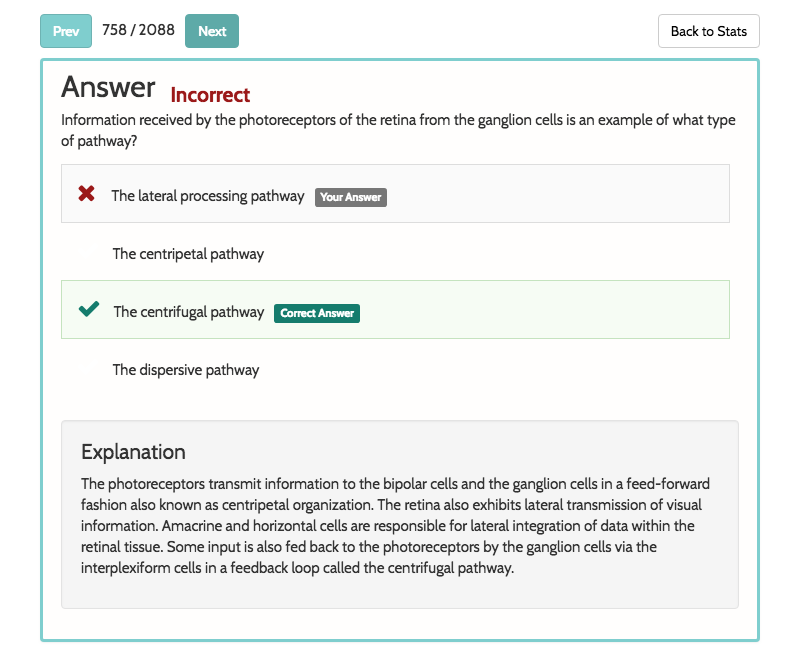 Prev 758 / 2088 Next Back to Stats
Answer Incorrect
Information received by the photoreceptors of the retina from the ganglion cells is an example of what type
of pathway?
The lateral processing pathway Your Answer
The centripetal pathway
The centrifugal pathway Correct Answer
The dispersive pathway
Explanation
The photoreceptors transmit information to the bipolar cells and the ganglion cells in a feed-forward
fashion also known as centripetal organization. The retina also exhibits lateral transmission of visual
information. Amacrine and horizontal cells are responsible for lateral integration of data within the
retinal tissue. Some input is also fed back to the photoreceptors by the ganglion cells via the
interplexiform cells in a feedback loop called the centrifugal pathway.